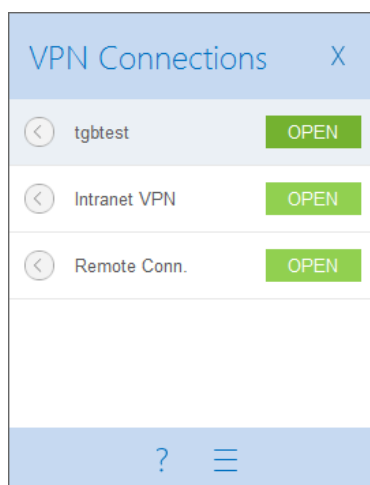 VPN Connections X
tgbtest OPEN
Intranet VPN OPEN
Remote Conn. OPEN
?